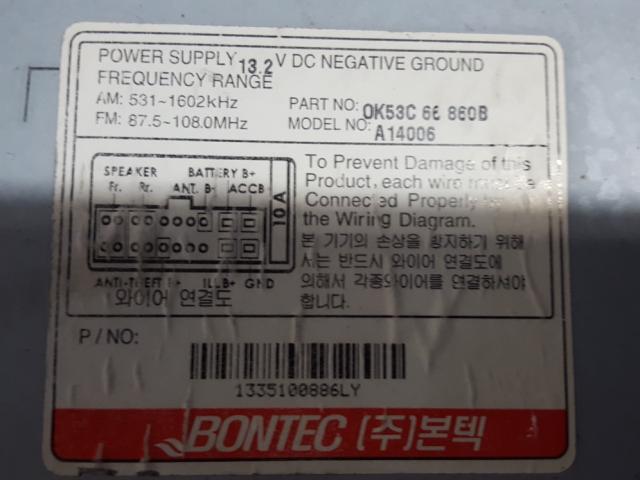 POWER SUPPLY 13.2 V DC NEGATIVE GROUND
FREQUENCY RANGE
AM: 531~1602kHz
FM: 87.5~108.0MHz
PART NO: 0K53C 66 860B
MODEL NO: A14006
SPEAKER BATTERY B+
Fr. Rr. ANT. B- ACCB
10A
ANTI-THEFT B+ ILLB+ GND
와이어 연결도
To Prevent Damage of this
Product, each wire must be
Connected Properly by
the Wiring Diagram.
본 기기의 손상을 방지하기 위해
서는 반드시 와이어 연결도에
의해서 각종와이어를 연결하셔야
합니다.
P/NO:
1335100886LY
BONTEC (주)본텍